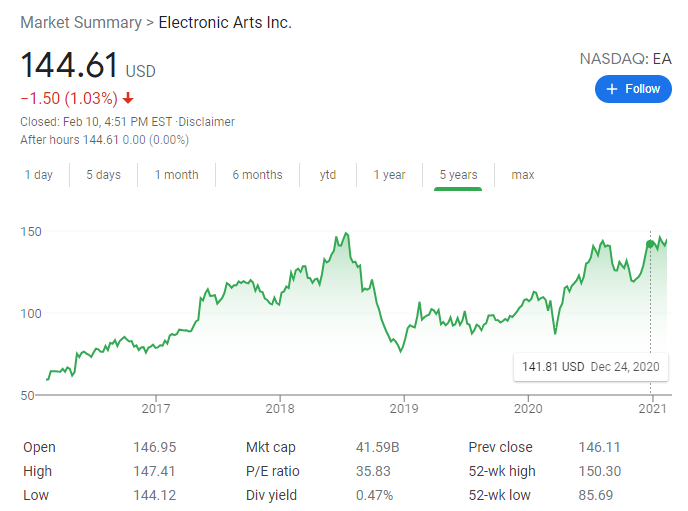 Market Summary > Electronic Arts Inc.
144.61 USD
NASDAQ: EA
−1.50 (1.03%)
+ Follow
Closed: Feb 10, 4:51 PM EST ·Disclaimer
After hours 144.61 0.00 (0.00%)
1 day 5 days 1 month 6 months ytd 1 year 5 years max
150
100
50
141.81 USD Dec 24, 2020
2017 2018 2019 2020 2021
Open 146.95 Mkt cap 41.59B Prev close 146.11
High 147.41 P/E ratio 35.83 52-wk high 150.30
Low 144.12 Div yield 0.47% 52-wk low 85.69